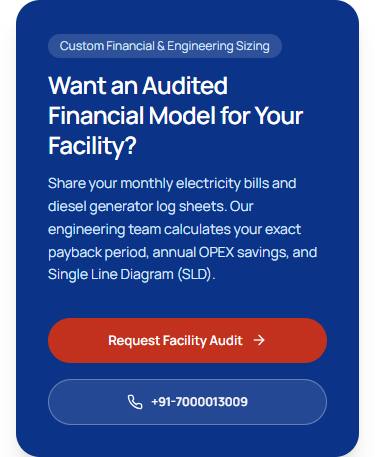 Custom Financial & Engineering Sizing
Want an Audited
Financial Model for Your
Facility?
Share your monthly electricity bills and
diesel generator log sheets. Our
engineering team calculates your exact
payback period, annual OPEX savings, and
Single Line Diagram (SLD).
Request Facility Audit →
+91-7000013009